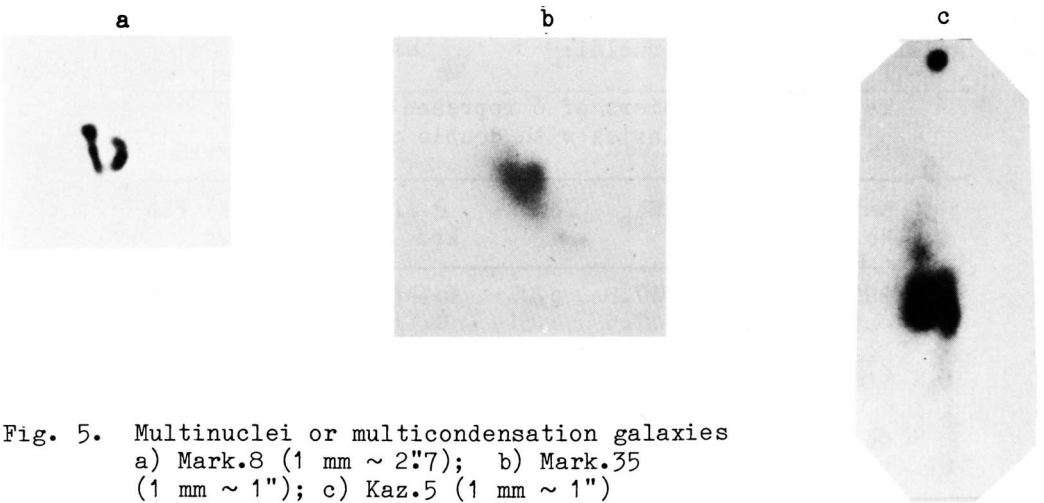 a b c
Fig. 5. Multinuclei or multicondensation galaxies
a) Mark.8 (1 mm ~ 2".7); b) Mark.35
(1 mm ~ 1"); c) Kaz.5 (1 mm ~ 1")